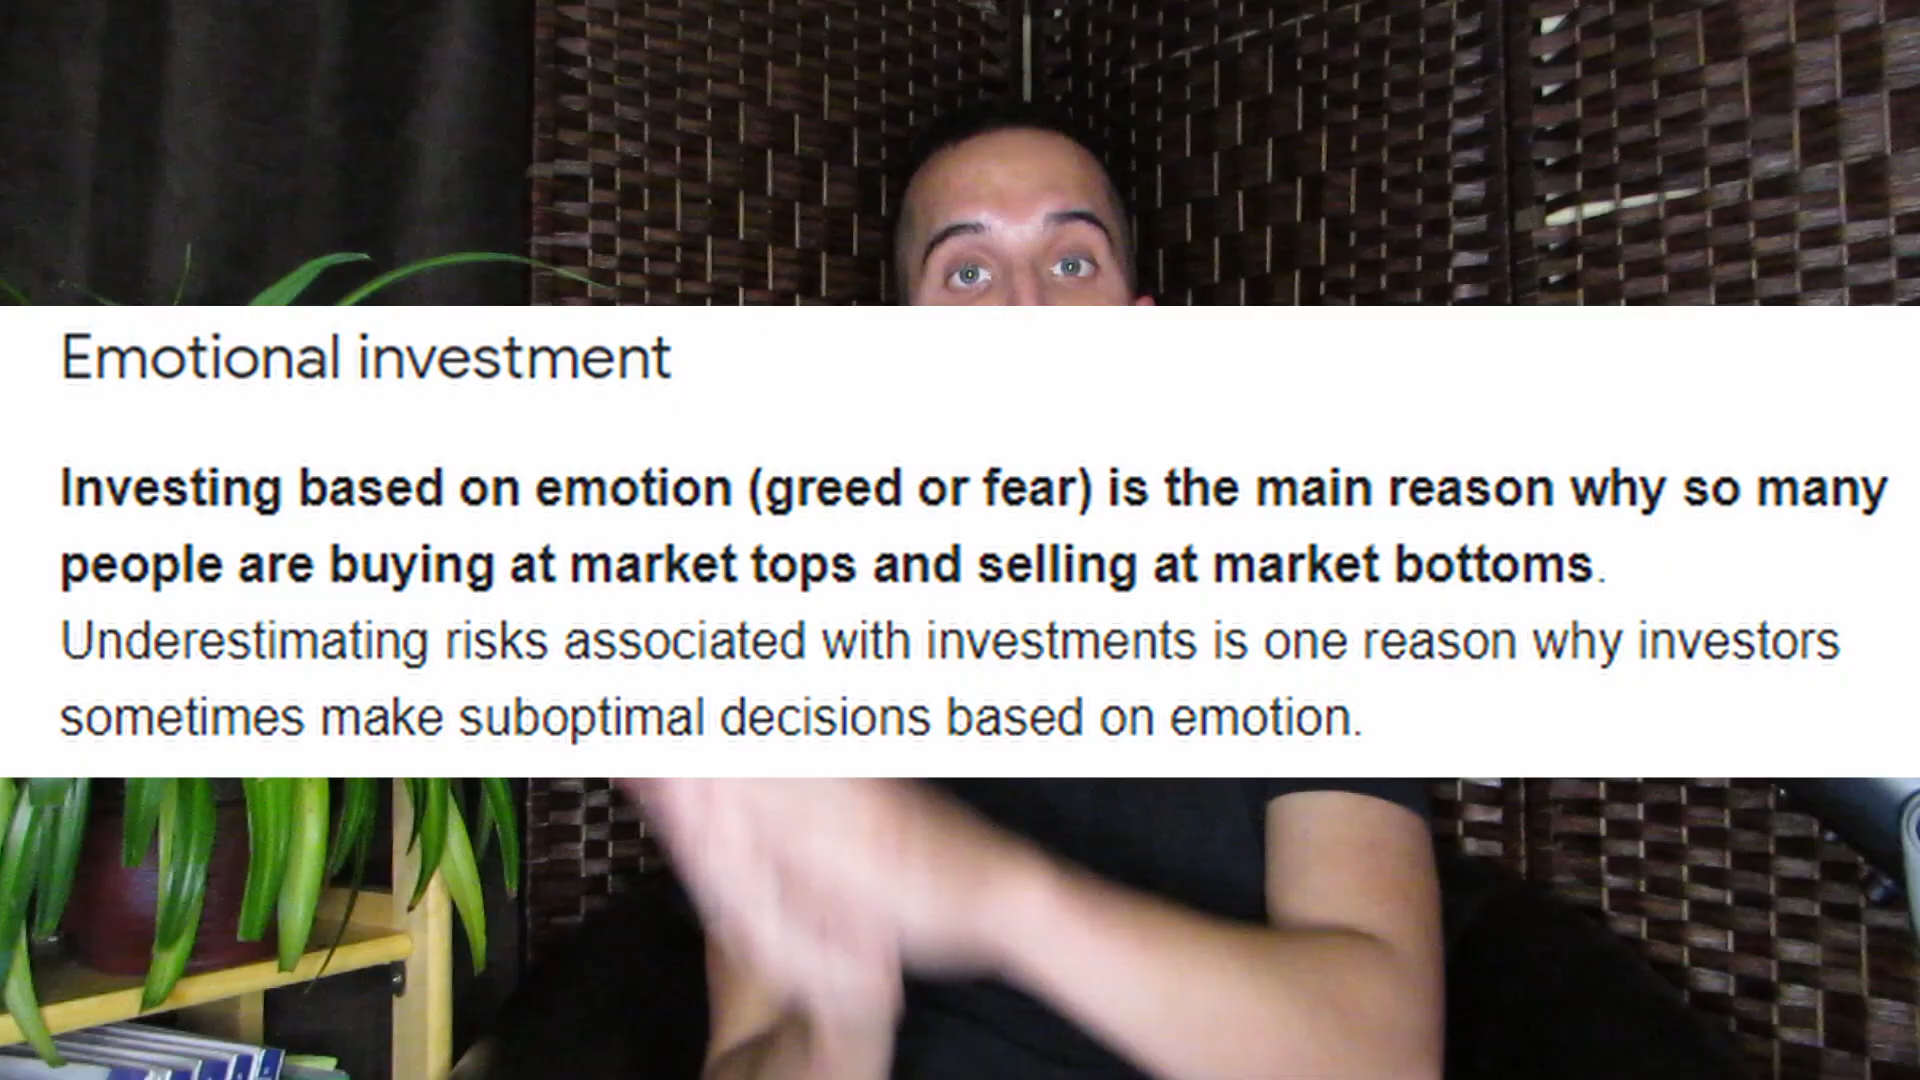 Emotional investment
Investing based on emotion (greed or fear) is the main reason why so many
people are buying at market tops and selling at market bottoms.
Underestimating risks associated with investments is one reason why investors
sometimes make suboptimal decisions based on emotion.